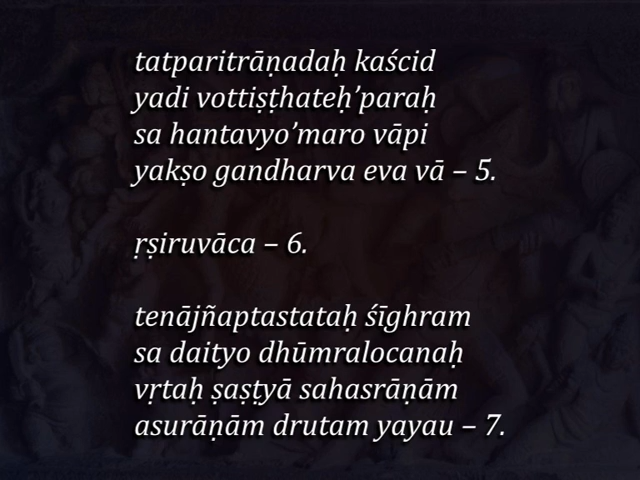 tatparitrāṇadaḥ kaścid
yadi vottiṣṭhateḥ’paraḥ
sa hantavyo’maro vāpi
yakṣo gandharva eva vā – 5.
ṛṣiruvāca – 6.
tenājñaptastataḥ śīghram
sa daityo dhūmralocanaḥ
vṛtaḥ ṣaṣṭyā sahasrāṇām
asurāṇām drutam yayau – 7.